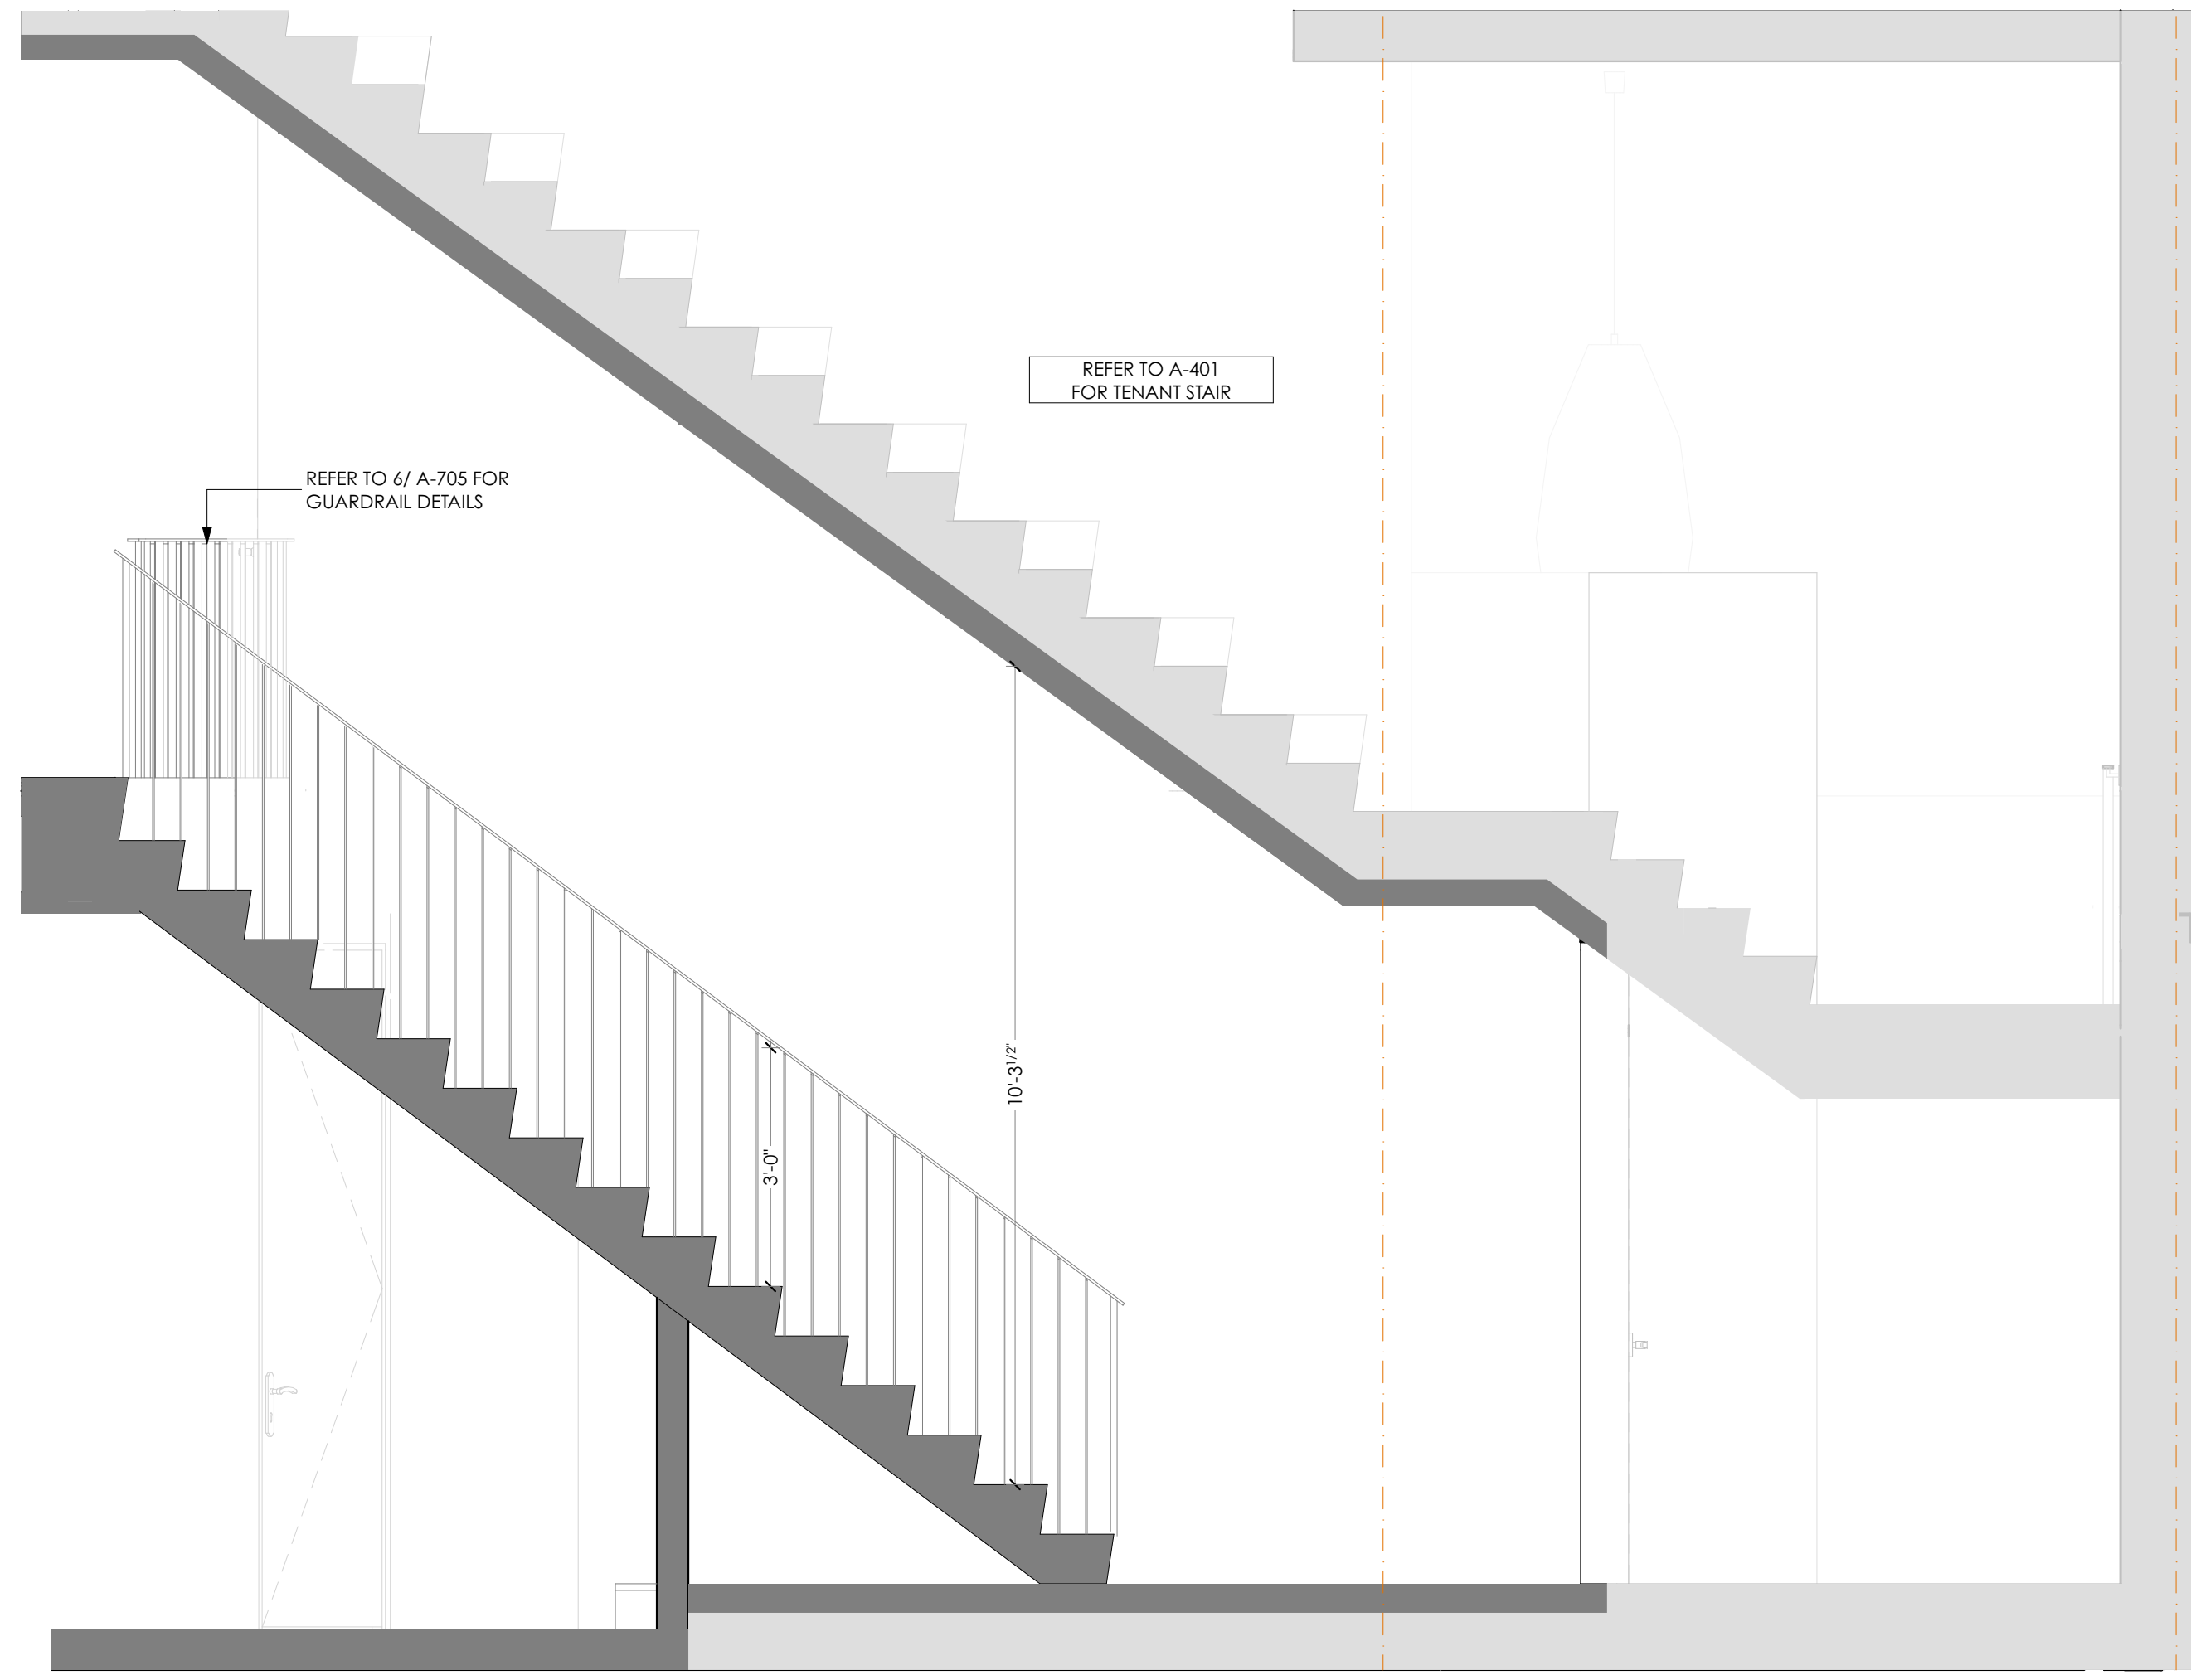 REFER TO A-401
FOR TENANT STAIR
REFER TO 6/ A-705 FOR
GUARDRAIL DETAILS
10'-3 1/2"
3'-0"